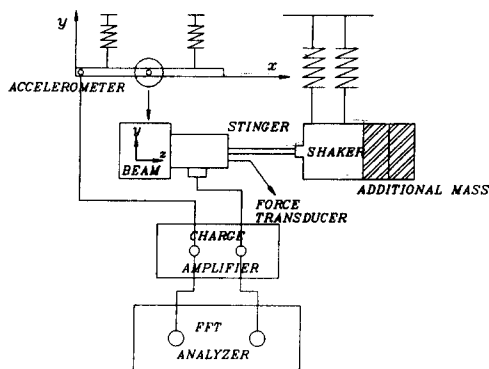 y
x
ACCELEROMETER
STINGER
y
z
BEAM
SHAKER
ADDITIONAL MASS
FORCE
TRANSDUCER
CHARGE
AMPLIFIER
FFT
ANALYZER